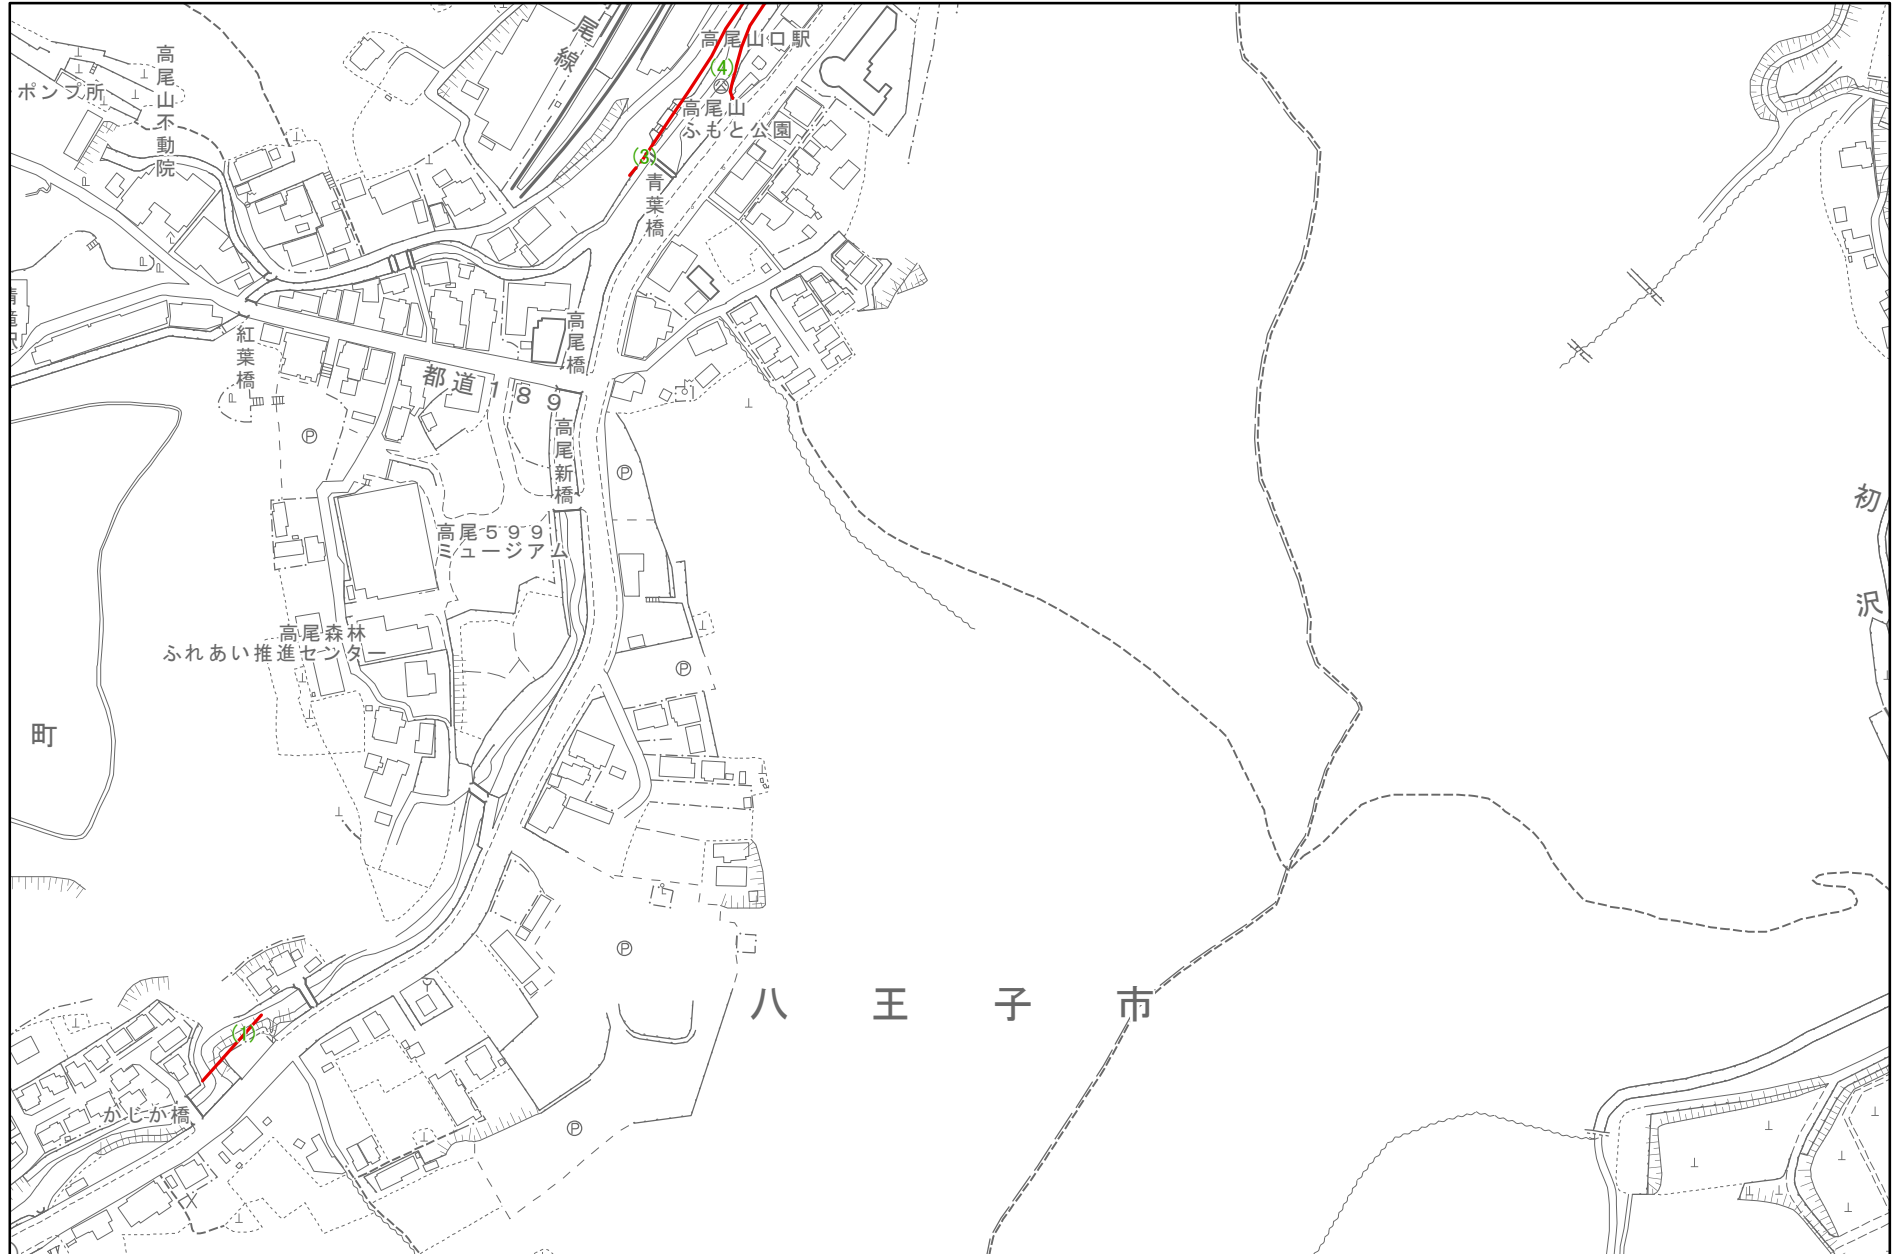 尾線
高尾山口駅
(4)
公
高尾山
ふもと公園
(3)
青葉橋
高尾山不動院
ポンプ所
紅葉橋
高尾橋
都道189
高尾新橋
P
P
高尾599
ミュージアム
高尾森林
ふれあい推進センター
P
町
初沢
P
八王子市
(1)
かじか橋
P